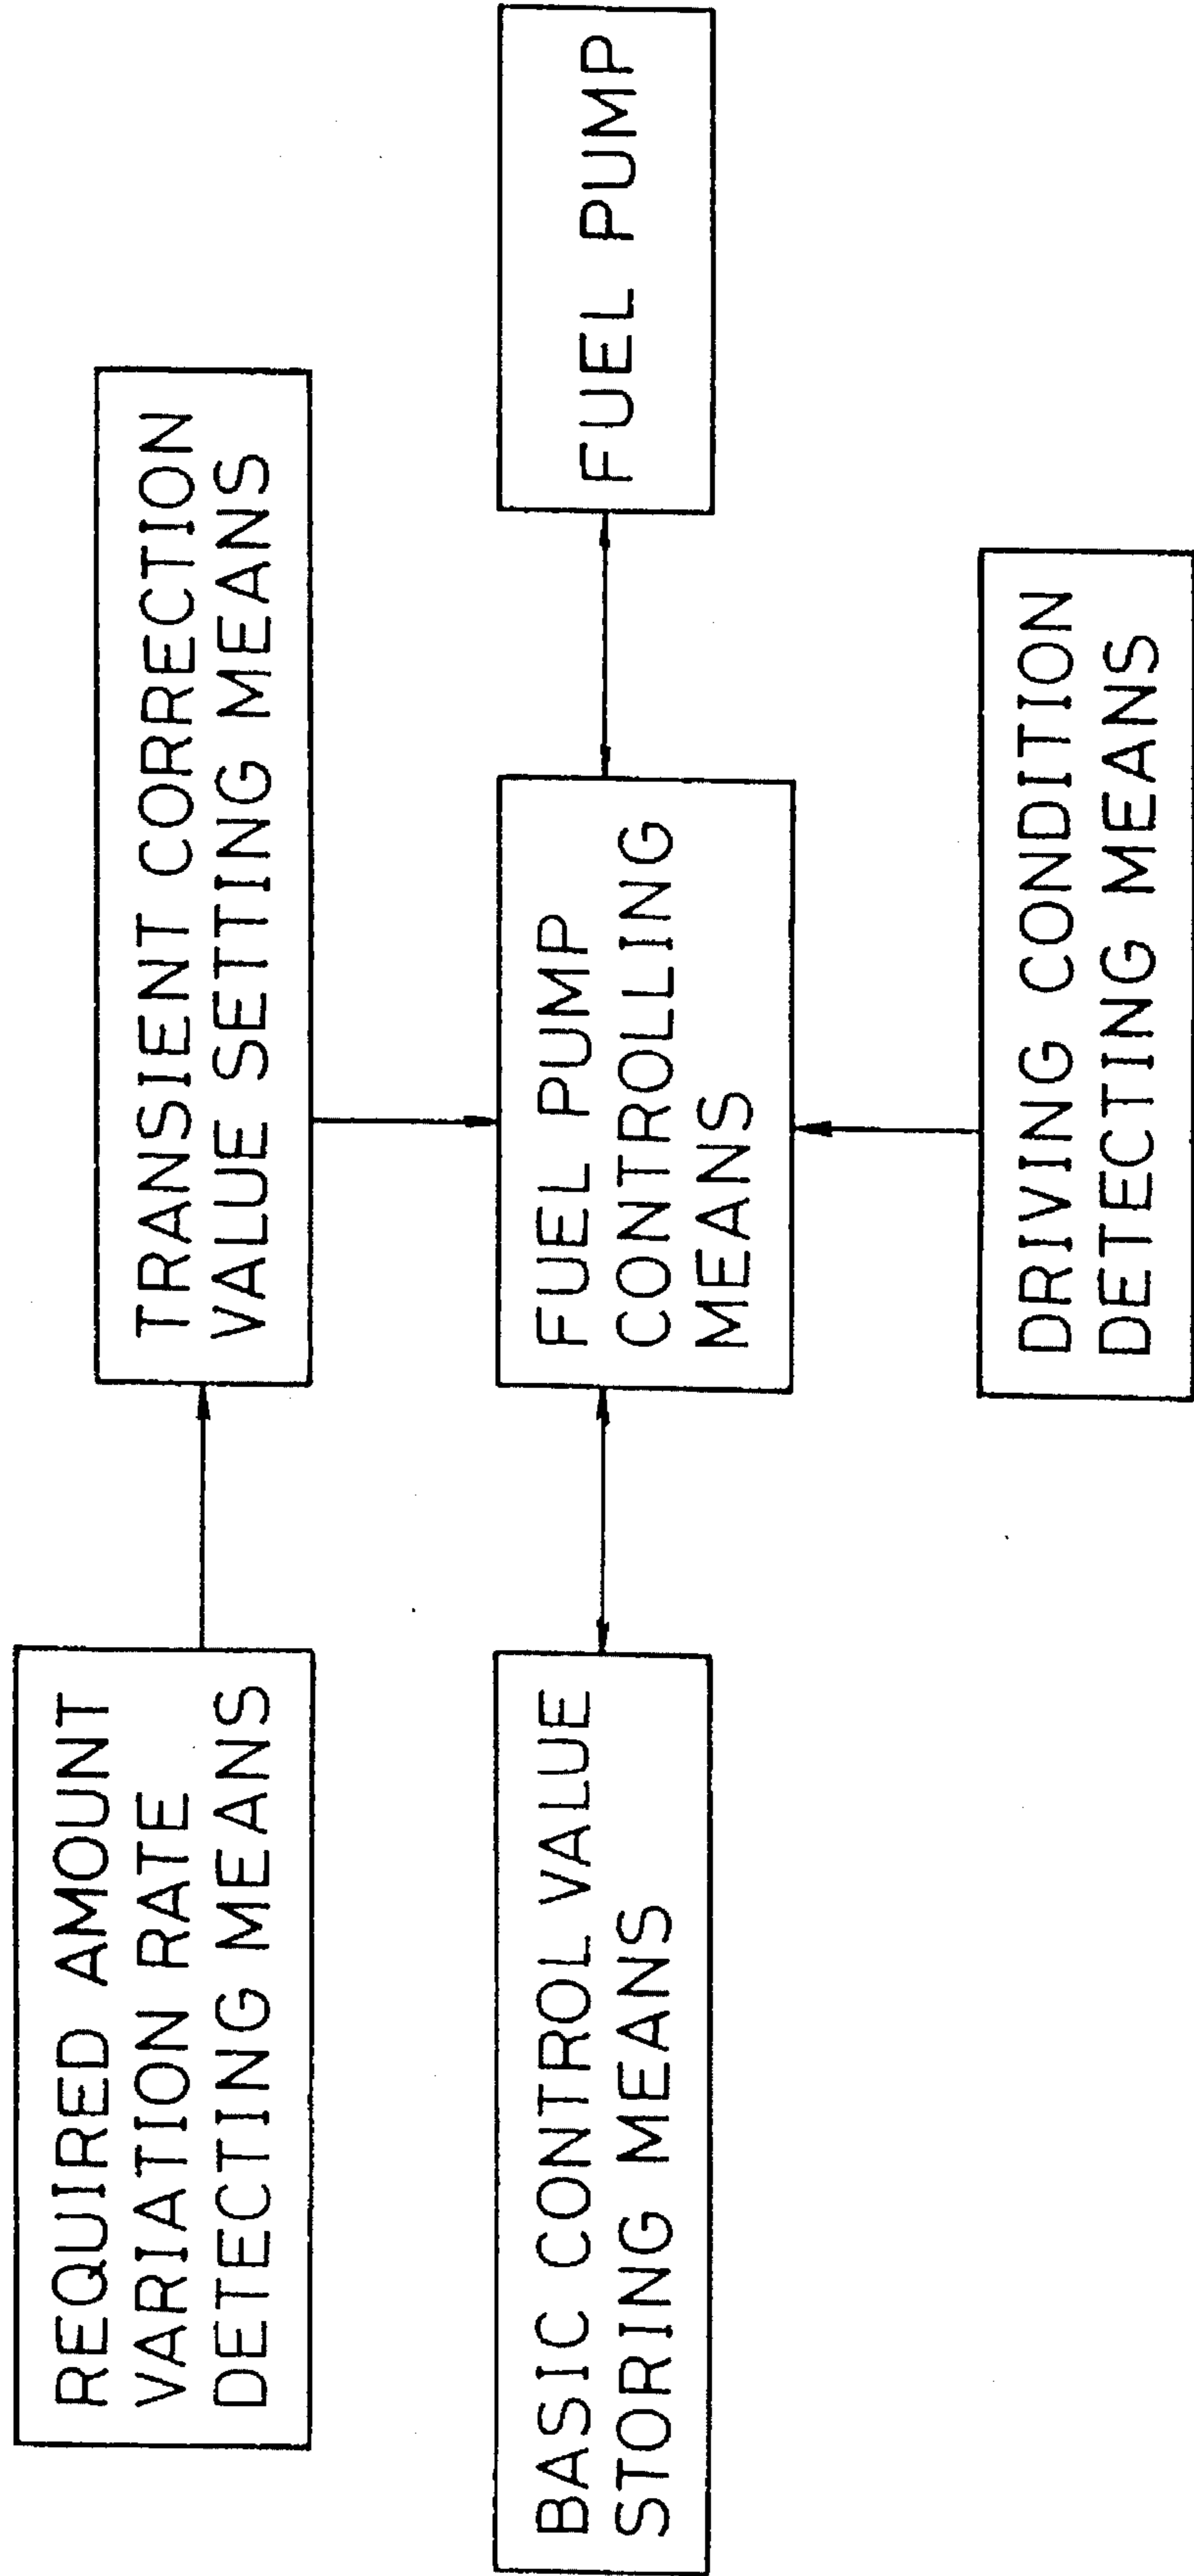 REQUIRED AMOUNT
VARIATION RATE
DETECTING MEANS
TRANSIENT CORRECTION
VALUE SETTING MEANS
BASIC CONTROL VALUE
STORING MEANS
FUEL PUMP
CONTROLLING
MEANS
FUEL PUMP
DRIVING CONDITION
DETECTING MEANS